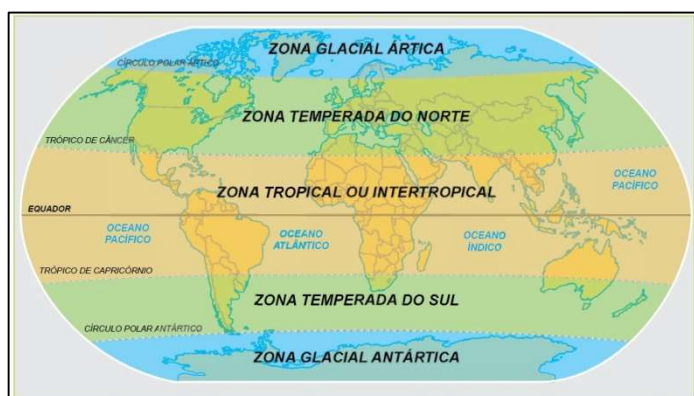 ZONA GLACIAL ÁRTICA
CÍRCULO POLAR ÁRTICO
ZONA TEMPERADA DO NORTE
TRÓPICO DE CÂNCER
OCEANO
PACÍFICO
ZONA TROPICAL OU INTERTROPICAL
EQUADOR
OCEANO
PACÍFICO
OCEANO
ATLÂNTICO
OCEANO
ÍNDICO
TRÓPICO DE CAPRICÓRNIO
ZONA TEMPERADA DO SUL
CÍRCULO POLAR ANTÁRTICO
ZONA GLACIAL ANTÁRTICA